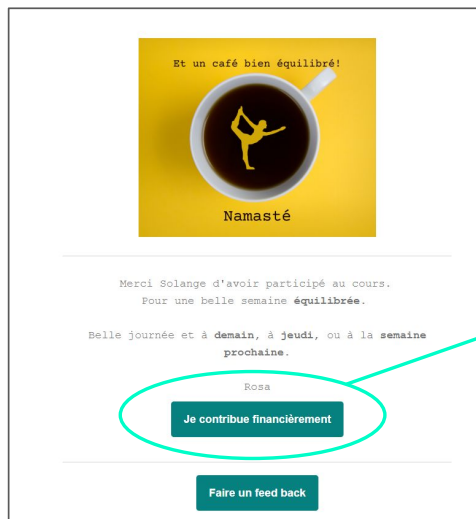 Et un café bien équilibré!
Namasté
Merci Solange d'avoir participé au cours.
Pour une belle semaine équilibrée.
Belle journée et à demain, à jeudi, ou à la semaine
prochaine.
Rosa
Je contribue financièrement
Faire un feed back